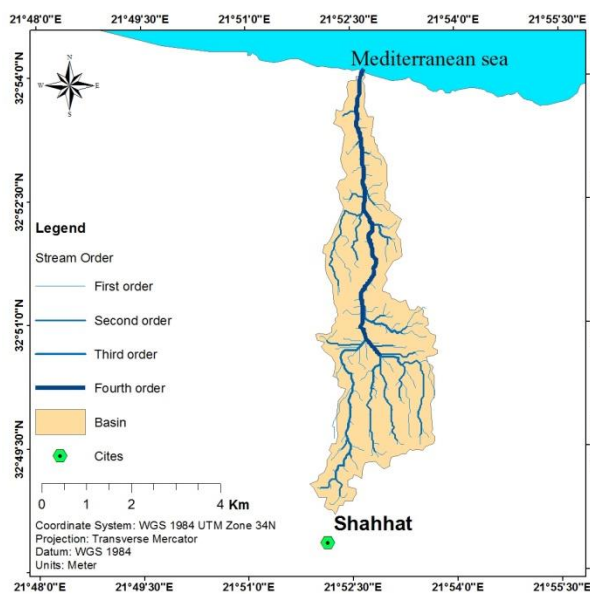 21°48'0"E 21°49'30"E 21°51'0"E 21°52'30"E 21°54'0"E 21°55'30"E
Mediterranean sea
N
W E
S
32°54'0"N
32°52'30"N
32°51'0"N
32°49'30"N
Legend
Stream Order
First order
Second order
Third order
Fourth order
Basin
Cites
0 1 2 4 Km
Coordinate System: WGS 1984 UTM Zone 34N
Projection: Transverse Mercator
Datum: WGS 1984
Units: Meter
Shahhat
21°48'0"E 21°49'30"E 21°51'0"E 21°52'30"E 21°54'0"E 21°55'30"E